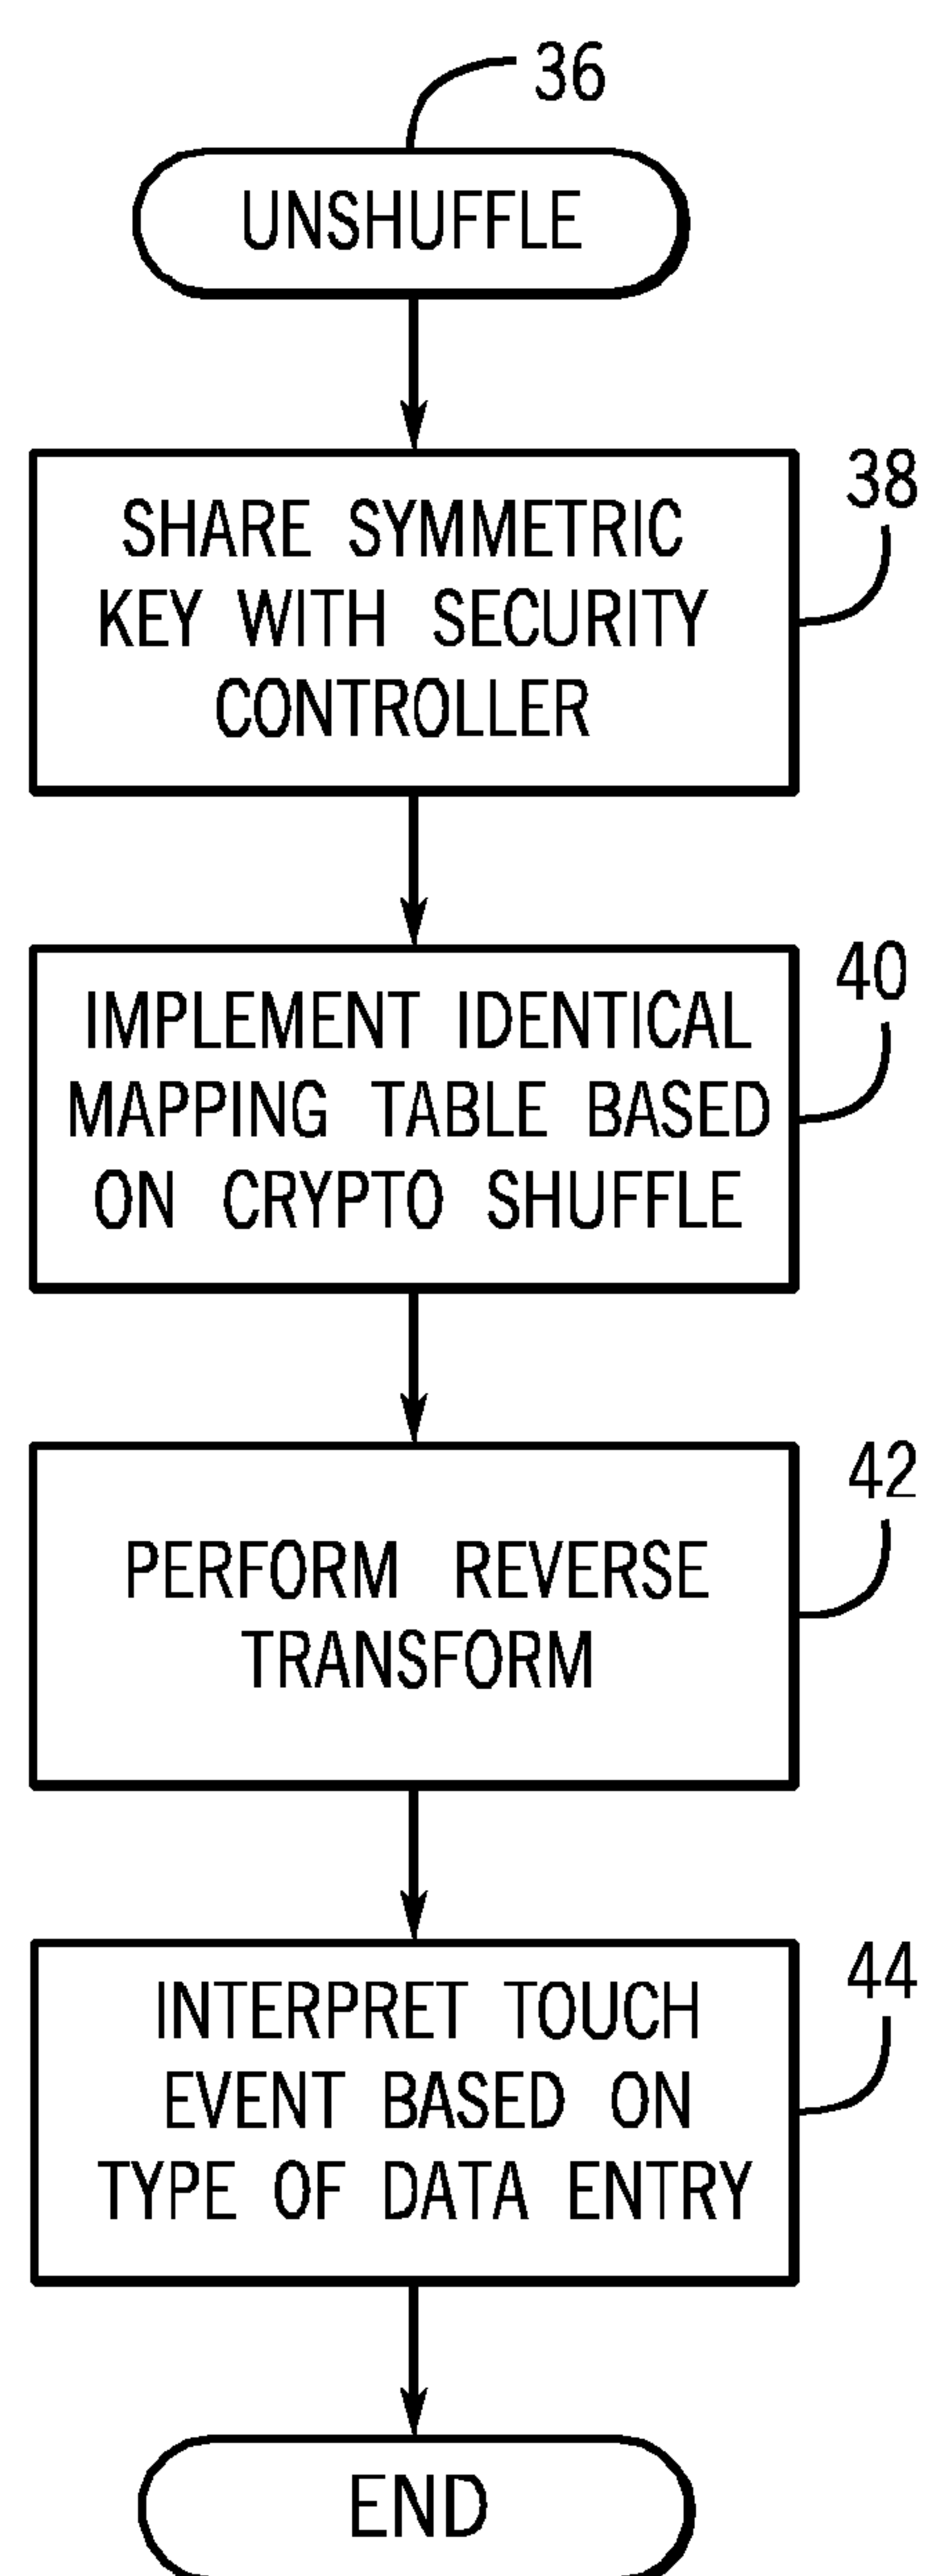 36
UNSHUFFLE
38
SHARE SYMMETRIC
KEY WITH SECURITY
CONTROLLER
40
IMPLEMENT IDENTICAL
MAPPING TABLE BASED
ON CRYPTO SHUFFLE
42
PERFORM REVERSE
TRANSFORM
44
INTERPRET TOUCH
EVENT BASED ON
TYPE OF DATA ENTRY
END